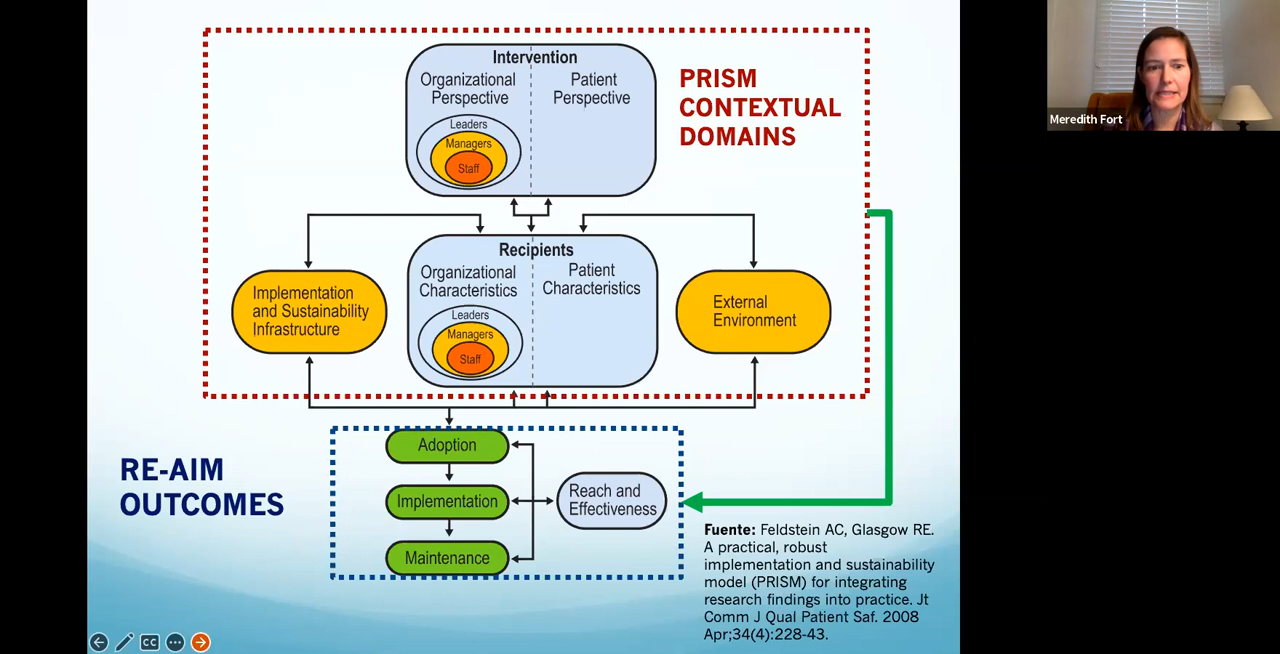 Intervention
Organizational
Perspective
Patient
Perspective
Leaders
Managers
Staff
PRISM
CONTEXTUAL
DOMAINS
Recipients
Organizational
Characteristics
Patient
Characteristics
Leaders
Managers
Staff
Implementation
and Sustainability
Infrastructure
External
Environment
RE-AIM
OUTCOMES
Adoption
Implementation
Maintenance
Reach and
Effectiveness
Fuente: Feldstein AC, Glasgow RE.
A practical, robust
implementation and sustainability
model (PRISM) for integrating
research findings into practice. Jt
Comm J Qual Patient Saf. 2008
Apr;34(4):228-43.
CC
Meredith Fort